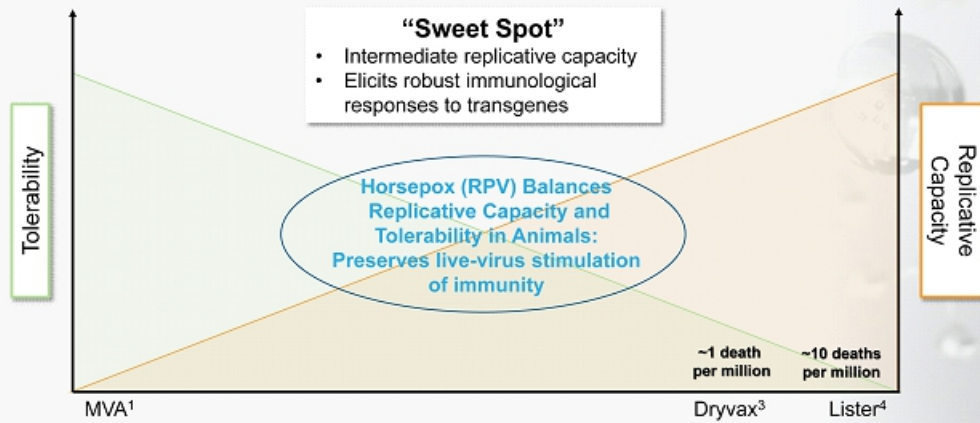 “Sweet Spot”
• Intermediate replicative capacity
• Elicits robust immunological
responses to transgenes
Tolerability
Horsepox (RPV) Balances
Replicative Capacity and
Tolerability in Animals:
Preserves live-virus stimulation
of immunity
Replicative
Capacity
~1 death
per million
~10 deaths
per million
MVA¹
Dryvax³
Lister⁴